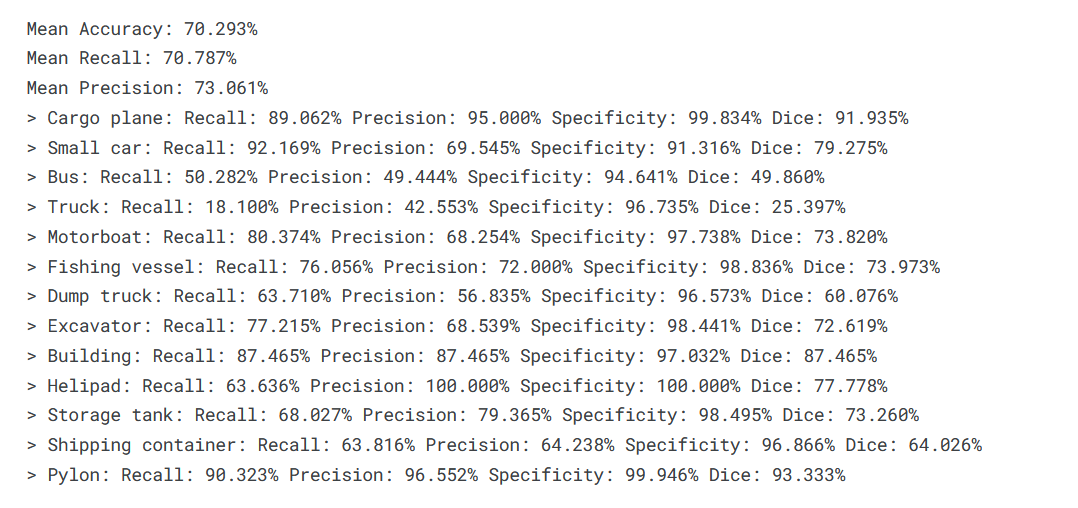 Mean Accuracy: 70.293%
Mean Recall: 70.787%
Mean Precision: 73.061%
> Cargo plane: Recall: 89.062% Precision: 95.000% Specificity: 99.834% Dice: 91.935%
> Small car: Recall: 92.169% Precision: 69.545% Specificity: 91.316% Dice: 79.275%
> Bus: Recall: 50.282% Precision: 49.444% Specificity: 94.641% Dice: 49.860%
> Truck: Recall: 18.100% Precision: 42.553% Specificity: 96.735% Dice: 25.397%
> Motorboat: Recall: 80.374% Precision: 68.254% Specificity: 97.738% Dice: 73.820%
> Fishing vessel: Recall: 76.056% Precision: 72.000% Specificity: 98.836% Dice: 73.973%
> Dump truck: Recall: 63.710% Precision: 56.835% Specificity: 96.573% Dice: 60.076%
> Excavator: Recall: 77.215% Precision: 68.539% Specificity: 98.441% Dice: 72.619%
> Building: Recall: 87.465% Precision: 87.465% Specificity: 97.032% Dice: 87.465%
> Helipad: Recall: 63.636% Precision: 100.000% Specificity: 100.000% Dice: 77.778%
> Storage tank: Recall: 68.027% Precision: 79.365% Specificity: 98.495% Dice: 73.260%
> Shipping container: Recall: 63.816% Precision: 64.238% Specificity: 96.866% Dice: 64.026%
> Pylon: Recall: 90.323% Precision: 96.552% Specificity: 99.946% Dice: 93.333%